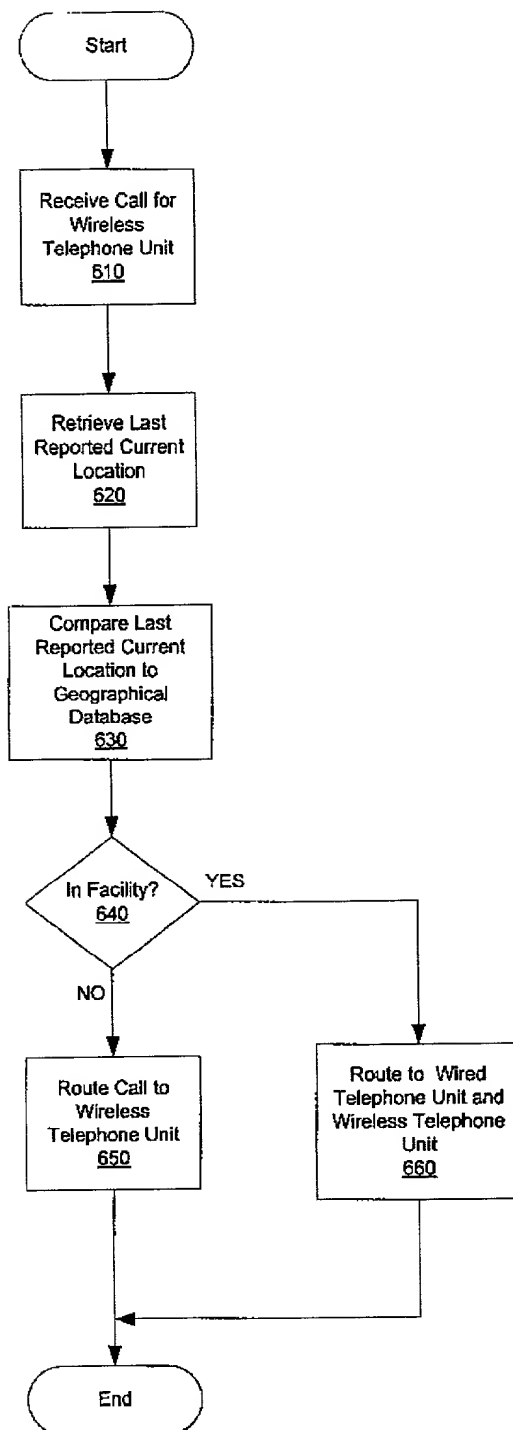 Start
Receive Call for
Wireless
Telephone Unit
610
Retrieve Last
Reported Current
Location
620
Compare Last
Reported Current
Location to
Geographical
Database
630
In Facility?
640
YES
NO
Route Call to
Wireless
Telephone Unit
650
Route to Wired
Telephone Unit and
Wireless Telephone
Unit
660
End